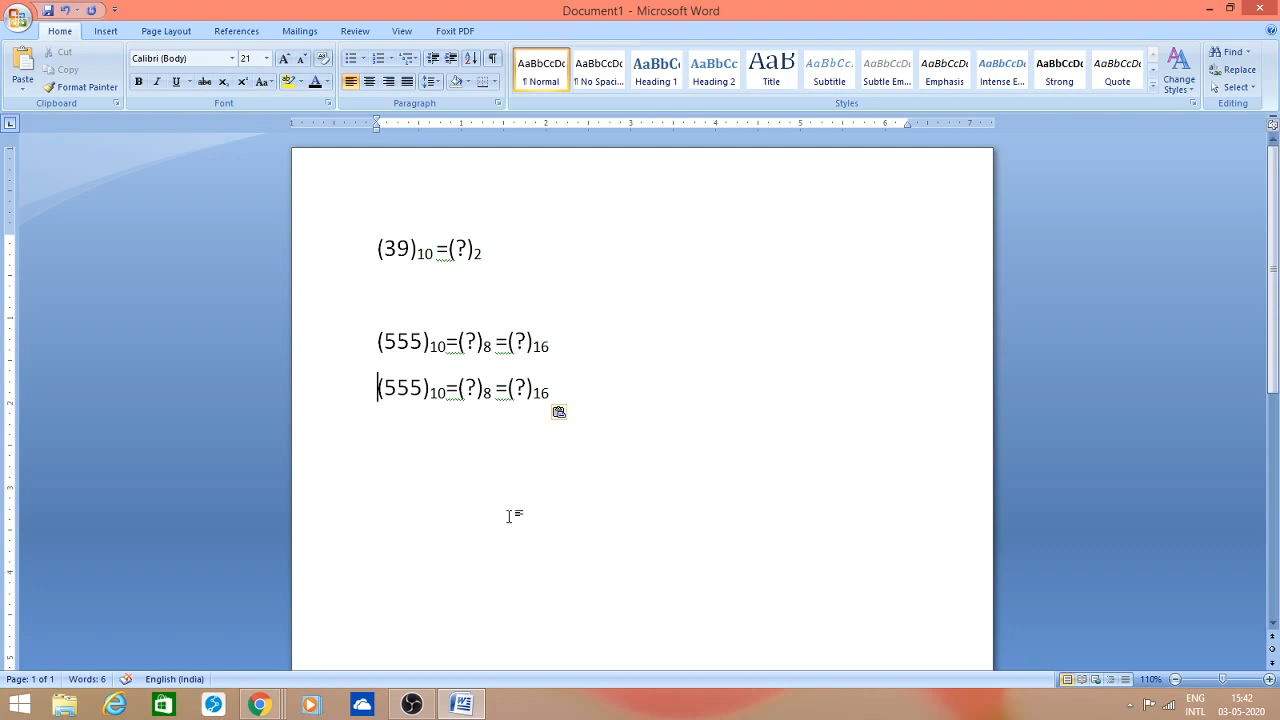 Document1 - Microsoft Word
Home Insert Page Layout References Mailings Review View Foxit PDF
Paste
Cut
Copy
Format Painter
Clipboard
Calibri (Body) 21
Font
Paragraph
AaBbCcDc AaBbCcDc AaBbC AaBbCc AaB AaBbCc. AaBbCcDc AaBbCcDc AaBbCcDc AaBbCcDc AaBbCcDc
¶ Normal ¶ No Spaci... Heading 1 Heading 2 Title Subtitle Subtle Em... Emphasis Intense E... Strong Quote
Change Styles
Styles
Find
Replace
Select
Editing
(39)₁₀ =(?)₂
(555)₁₀=(?)₈ =(?)₁₆
(555)₁₀=(?)₈ =(?)₁₆
Page: 1 of 1 Words: 6 English (India) 110%
ENG 15:42
INTL 03-05-2020